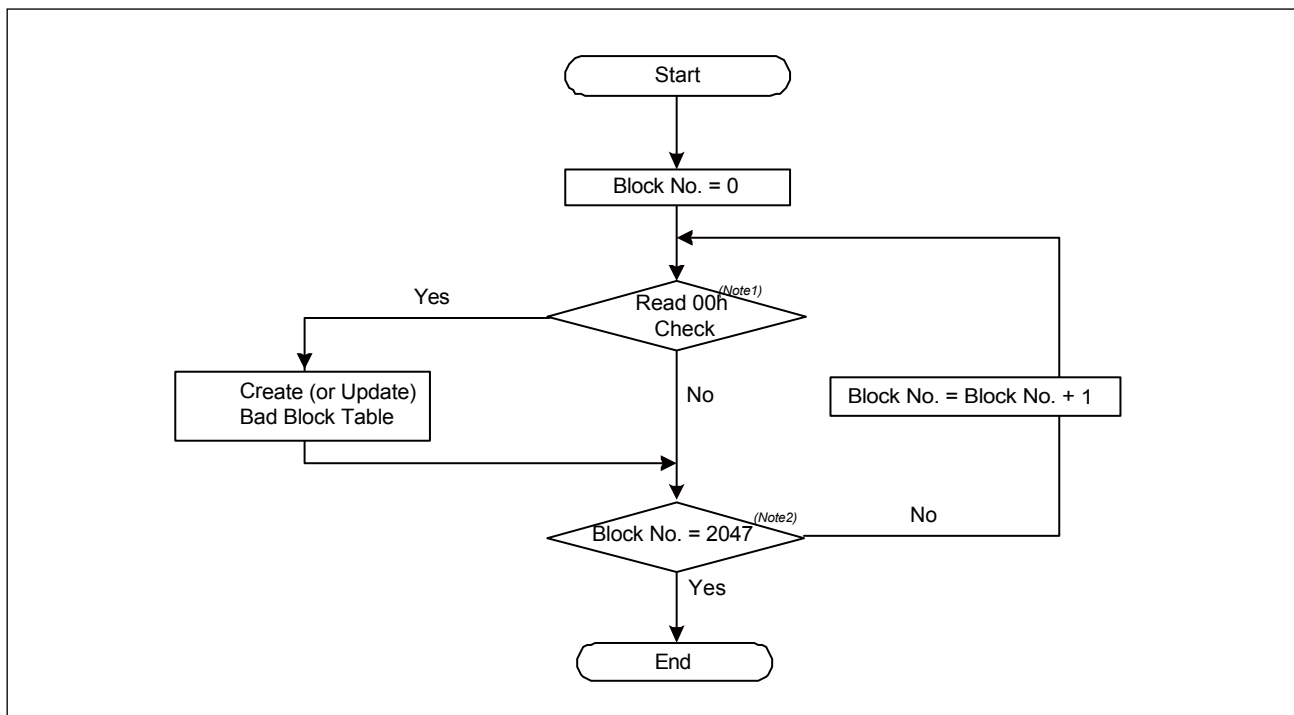 Start
Block No. = 0
(Note1)
Yes
Read 00h
Check
Create (or Update)
Bad Block Table
No
Block No. = Block No. + 1
(Note2)
Block No. = 2047
No
Yes
End